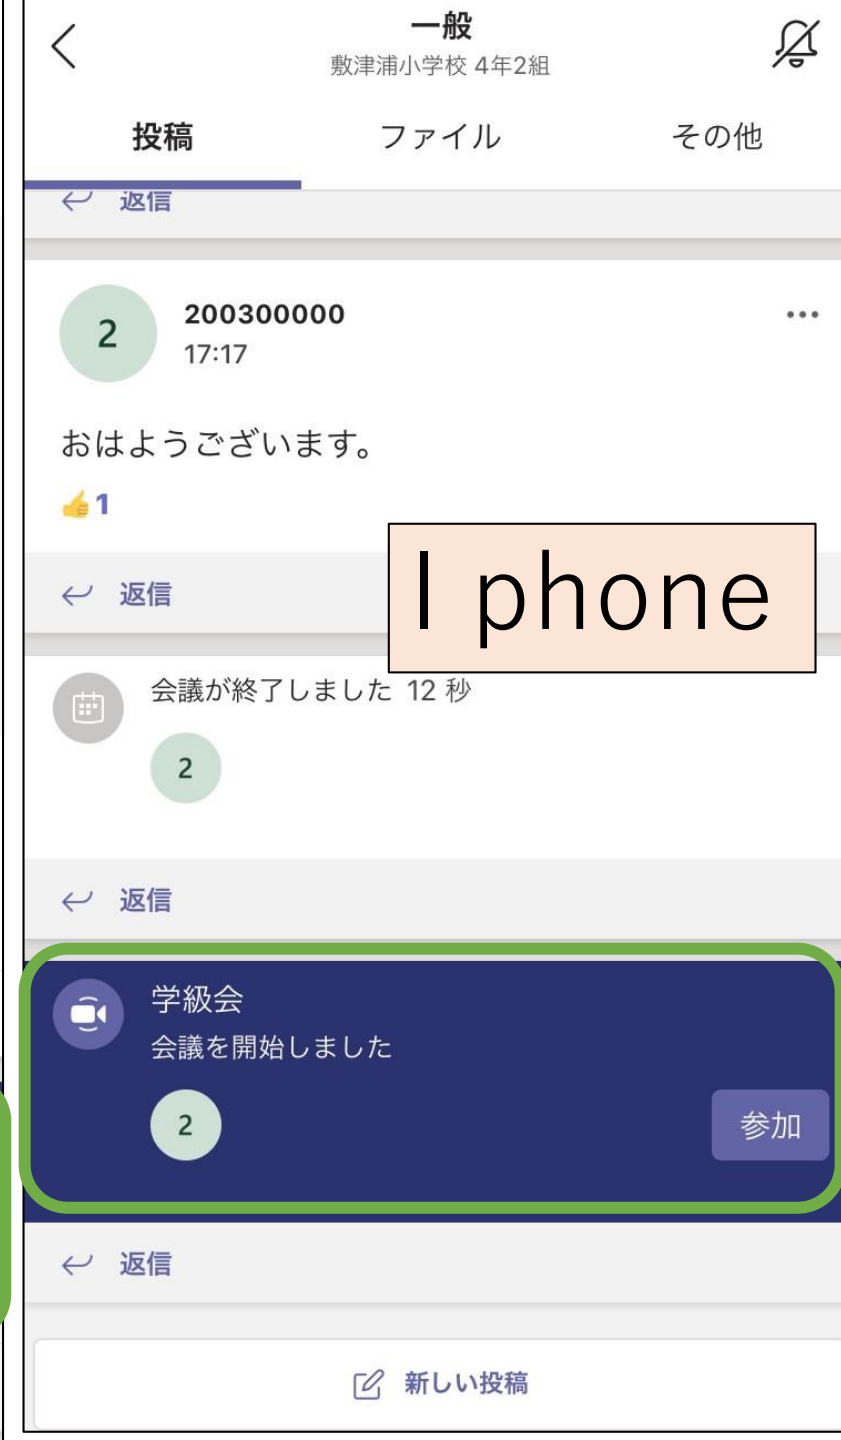 一般
敷津浦小学校 4年2組
投稿 ファイル その他
返信
2
200300000
17:17
おはようございます。
👍1
返信
I phone
会議が終了しました 12 秒
2
返信
学級会
会議を開始しました
2
参加
返信
新しい投稿